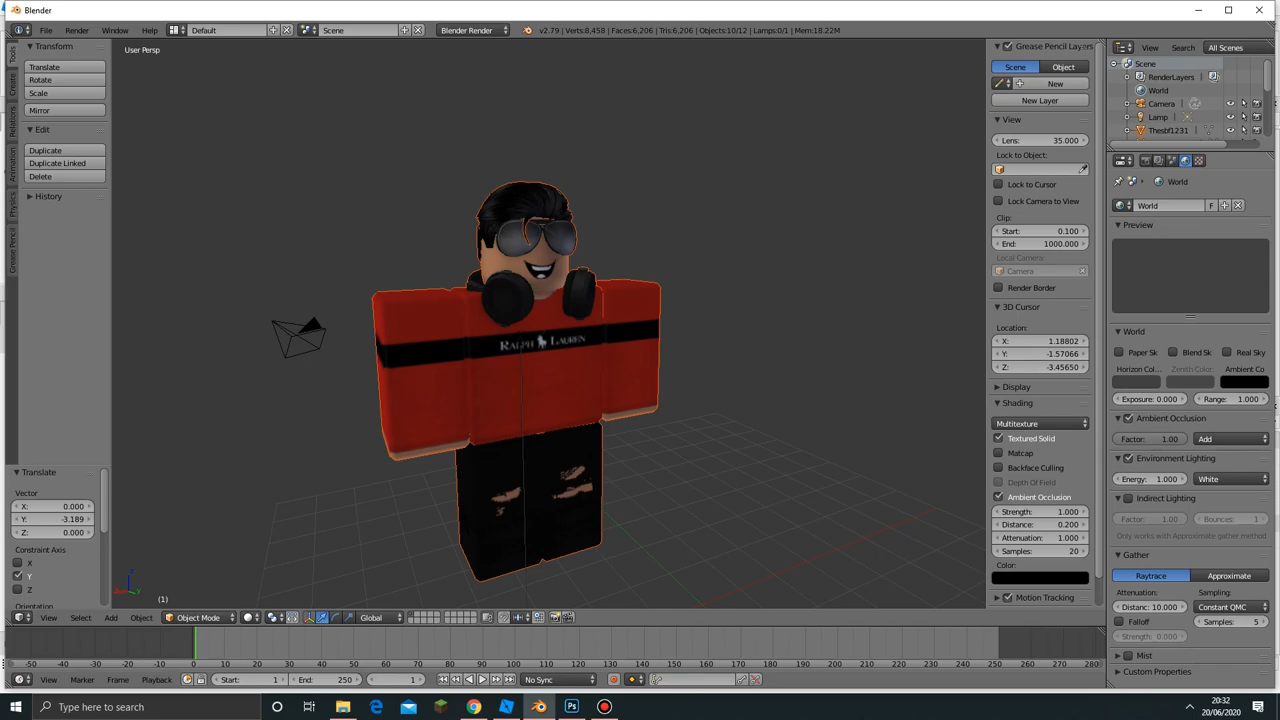 Blender
File Render Window Help Default Scene Blender Render v2.79 | Verts:8,458 | Faces:6,206 | Tris:6,206 | Objects:10/12 | Lamps:0/1 | Mem:18.22M
Tools
Create
Relations
Animation
Physics
Grease Pencil
Transform
Translate
Rotate
Scale
Mirror
Edit
Duplicate
Duplicate Linked
Delete
History
Translate
Vector
X: 0.000
Y: -3.189
Z: 0.000
Constraint Axis
X
Y
Z
Orientation
User Persp
RALPH LAUREN
(1)
View Select Add Object Object Mode Global
Grease Pencil Layers
Scene Object
New
New Layer
View
Lens: 35.000
Lock to Object:
Lock to Cursor
Lock Camera to View
Clip:
Start: 0.100
End: 1000.000
Local Camera:
Camera
Render Border
3D Cursor
Location:
X: 1.18802
Y: -1.57066
Z: -3.45650
Display
Shading
Multitexture
Textured Solid
Matcap
Backface Culling
Depth Of Field
Ambient Occlusion
Strength: 1.000
Distance: 0.200
Attenuation: 1.000
Samples: 20
Color:
Motion Tracking
View Search All Scenes
Scene
RenderLayers
World
Camera
Lamp
Thesbf1231
World
World F
Preview
World
Paper Sk Blend Sk Real Sky
Horizon Col... Zenith Color: Ambient Co
Exposure: 0.000 Range: 1.000
Ambient Occlusion
Factor: 1.00 Add
Environment Lighting
Energy: 1.000 White
Indirect Lighting
Factor: 1.00 Bounces: 1
Only works with Approximate gather method
Gather
Raytrace Approximate
Attenuation: Sampling:
Distanc: 10.000 Constant QMC
Falloff Samples: 5
Strength: 0.000
Mist
Custom Properties
-50 -40 -30 -20 -10 0 10 20 30 40 50 60 70 80 90 100 110 120 130 140 150 160 170 180 190 200 210 220 230 240 250 260 270 280
View Marker Frame Playback Start: 1 End: 250 1 No Sync
Type here to search
20:32
20/06/2020